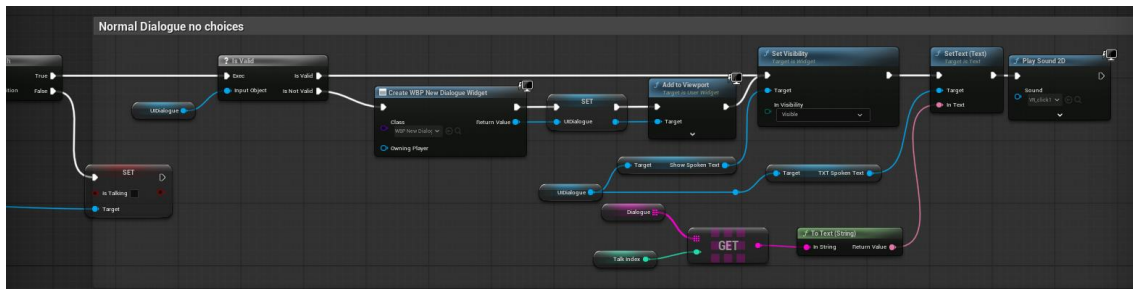 Normal Dialogue no choices
True
False
UIDialogue
SET
Is Talking
Target
Is Valid
Exec
Is Valid
Input Object
Is Not Valid
Create WBP New Dialogue Widget
Class
WBP New Dialog
Return Value
Owning Player
SET
UIDialogue
Add to Viewport
Target is User Widget
Target
Set Visibility
Target is Widget
Target
In Visibility
Visible
SetText (Text)
Target is Text
Target
In Text
Play Sound 2D
Sound
Target
Show Spoken Text
UIDialogue
Target
TXT Spoken Text
Dialogue
Talk Index
GET
To Text (String)
In String
Return Value